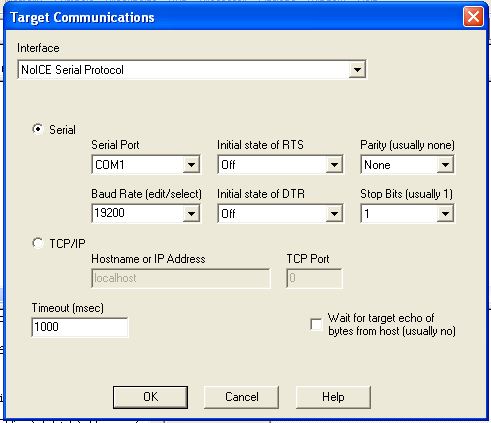 Target Communications
Interface
NoICE Serial Protocol
Serial
Serial Port
Initial state of RTS
Parity (usually none)
COM1
Off
None
Baud Rate (edit/select)
Initial state of DTR
Stop Bits (usually 1)
19200
Off
1
TCP/IP
Hostname or IP Address
TCP Port
localhost
0
Timeout (msec)
1000
Wait for target echo of
bytes from host (usually no)
OK
Cancel
Help